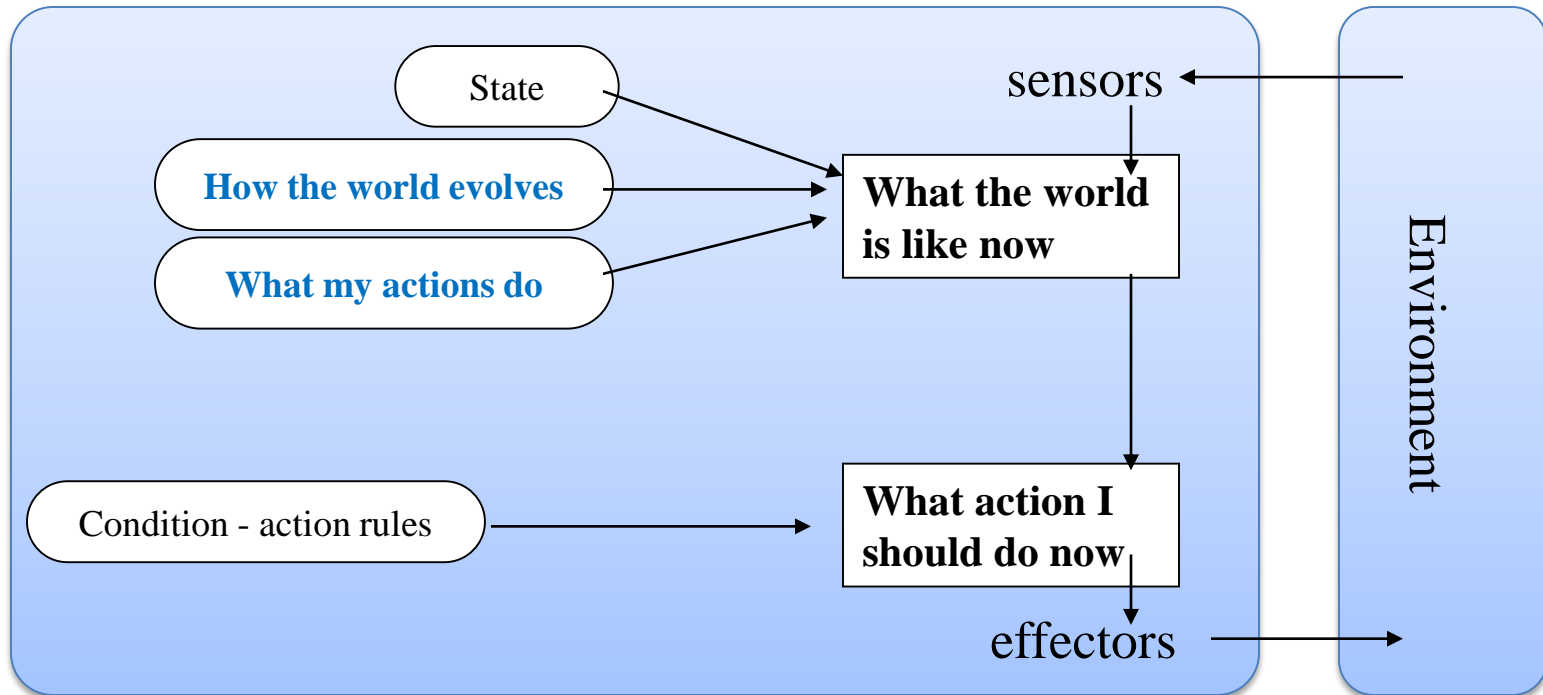 State
sensors
How the world evolves
What the world
is like now
What my actions do
Environment
Condition - action rules
What action I
should do now
effectors